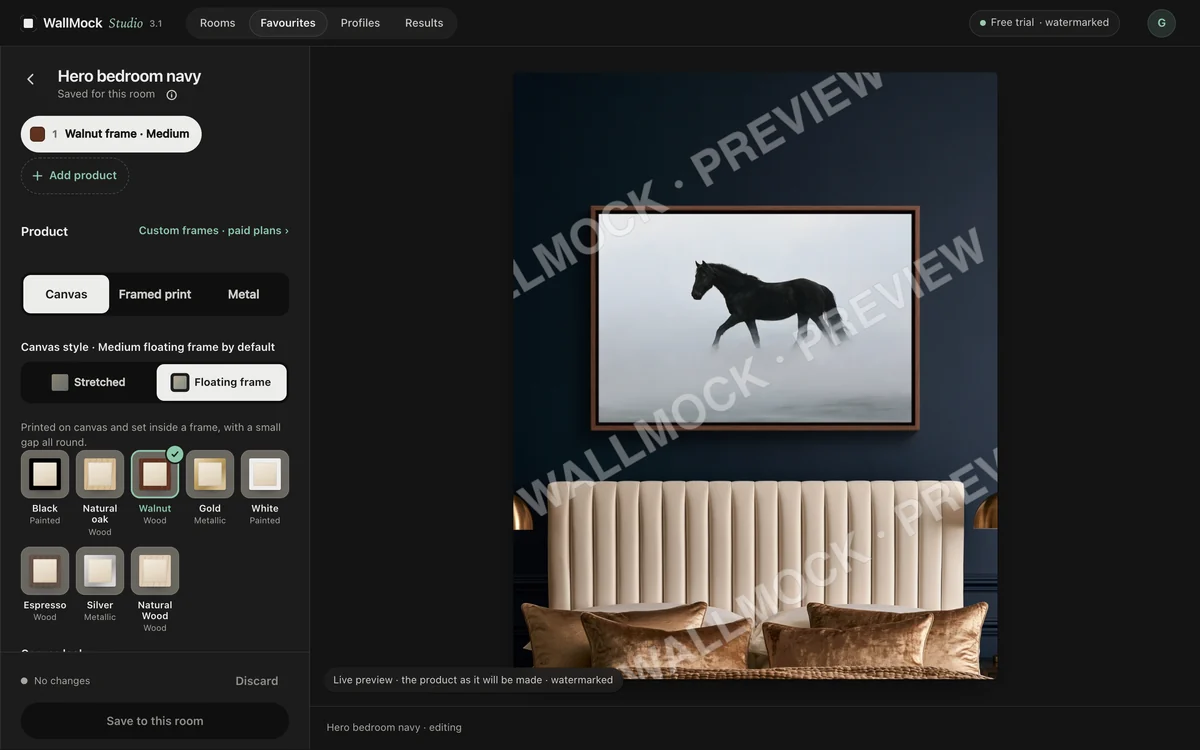 WallMock Studio 3.1
Rooms
Favourites
Profiles
Results
Free trial · watermarked
G
Hero bedroom navy
Saved for this room
1 Walnut frame · Medium
+ Add product
Product
Custom frames · paid plans ›
Canvas
Framed print
Metal
Canvas style · Medium floating frame by default
Stretched
Floating frame
Printed on canvas and set inside a frame, with a small
gap all round.
Black
Painted
Natural
oak
Wood
Walnut
Wood
Gold
Metallic
White
Painted
Espresso
Wood
Silver
Metallic
Natural
Wood
Wood
No changes
Discard
Save to this room
LLMOCK · PREVIEW
WALLMOCK · PREVIEW
WALLMOCK · PREV
Live preview · the product as it will be made · watermarked
Hero bedroom navy · editing